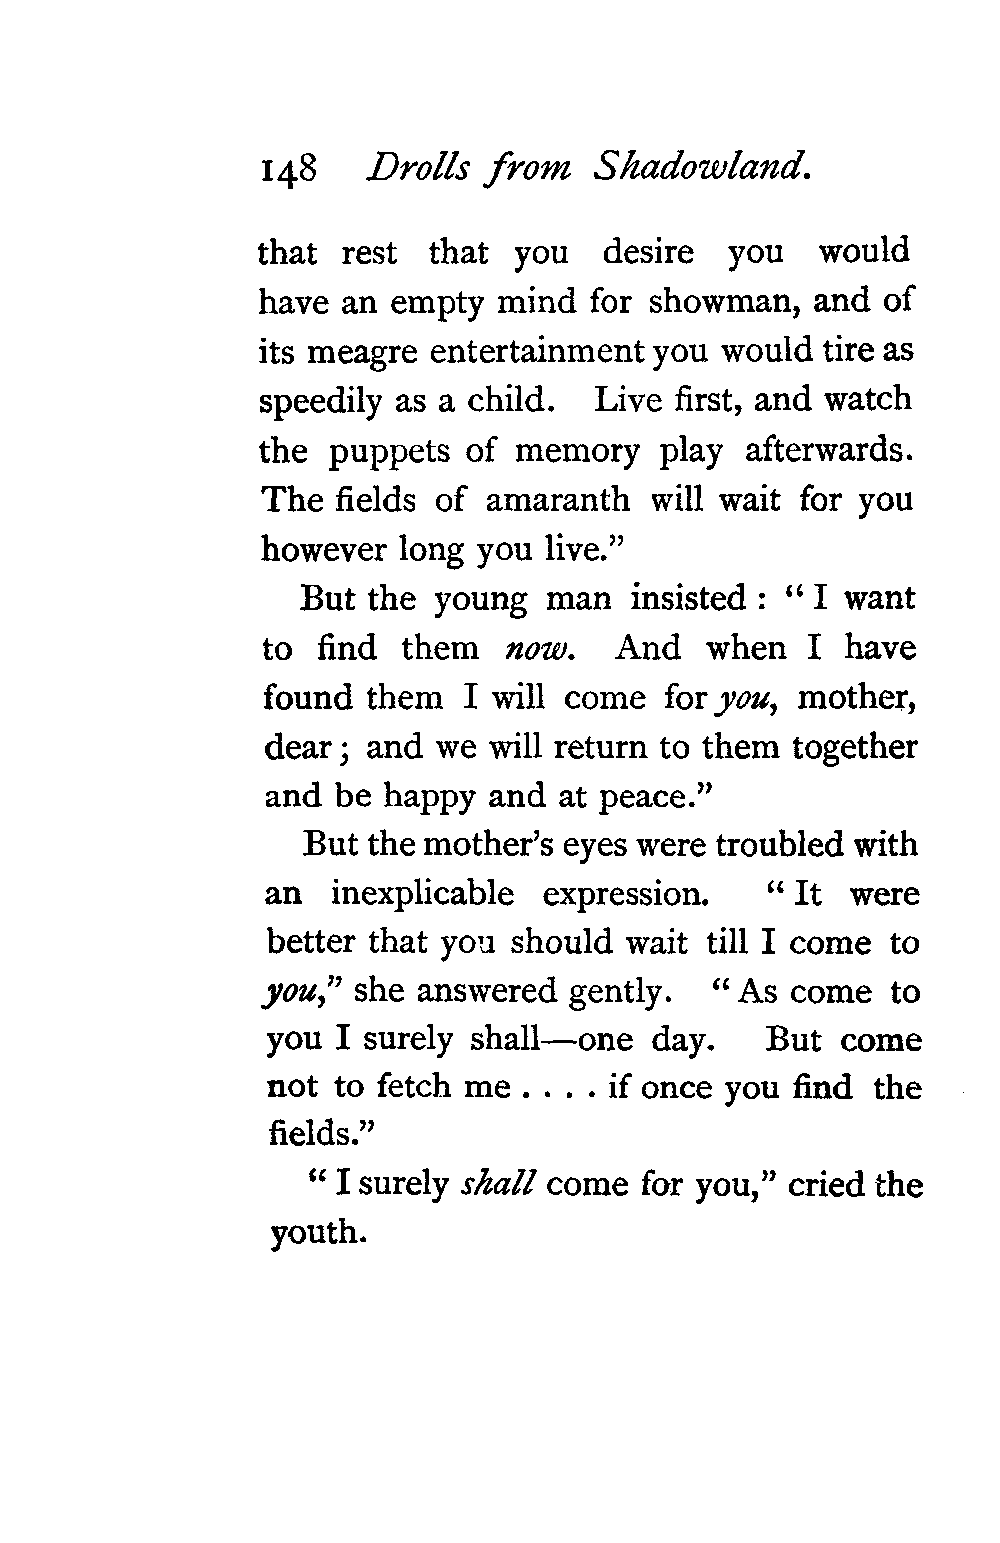 148 Drolls from Shadowland.
that rest that you desire you would
have an empty mind for showman, and of
its meagre entertainment you would tire as
speedily as a child. Live first, and watch
the puppets of memory play afterwards.
The fields of amaranth will wait for you
however long you live.”
But the young man insisted : “ I want
to find them now. And when I have
found them I will come for you, mother,
dear ; and we will return to them together
and be happy and at peace.”
But the mother’s eyes were troubled with
an inexplicable expression. “ It were
better that you should wait till I come to
you,” she answered gently. “ As come to
you I surely shall—one day. But come
not to fetch me . . . . if once you find the
fields.”
“ I surely shall come for you,” cried the
youth.